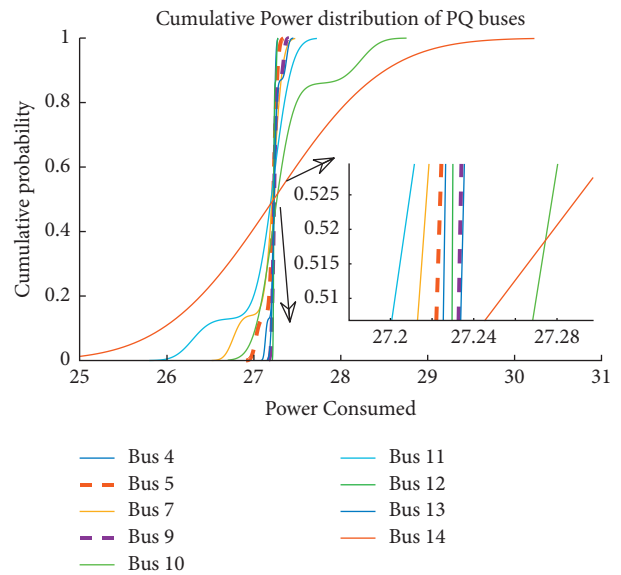 Cumulative Power distribution of PQ buses
Cumulative probability
1
0.8
0.6
0.4
0.2
0
25 26 27 28 29 30 31
Power Consumed
0.525
0.52
0.515
0.51
27.2 27.24 27.28
Bus 4
Bus 5
Bus 7
Bus 9
Bus 10
Bus 11
Bus 12
Bus 13
Bus 14